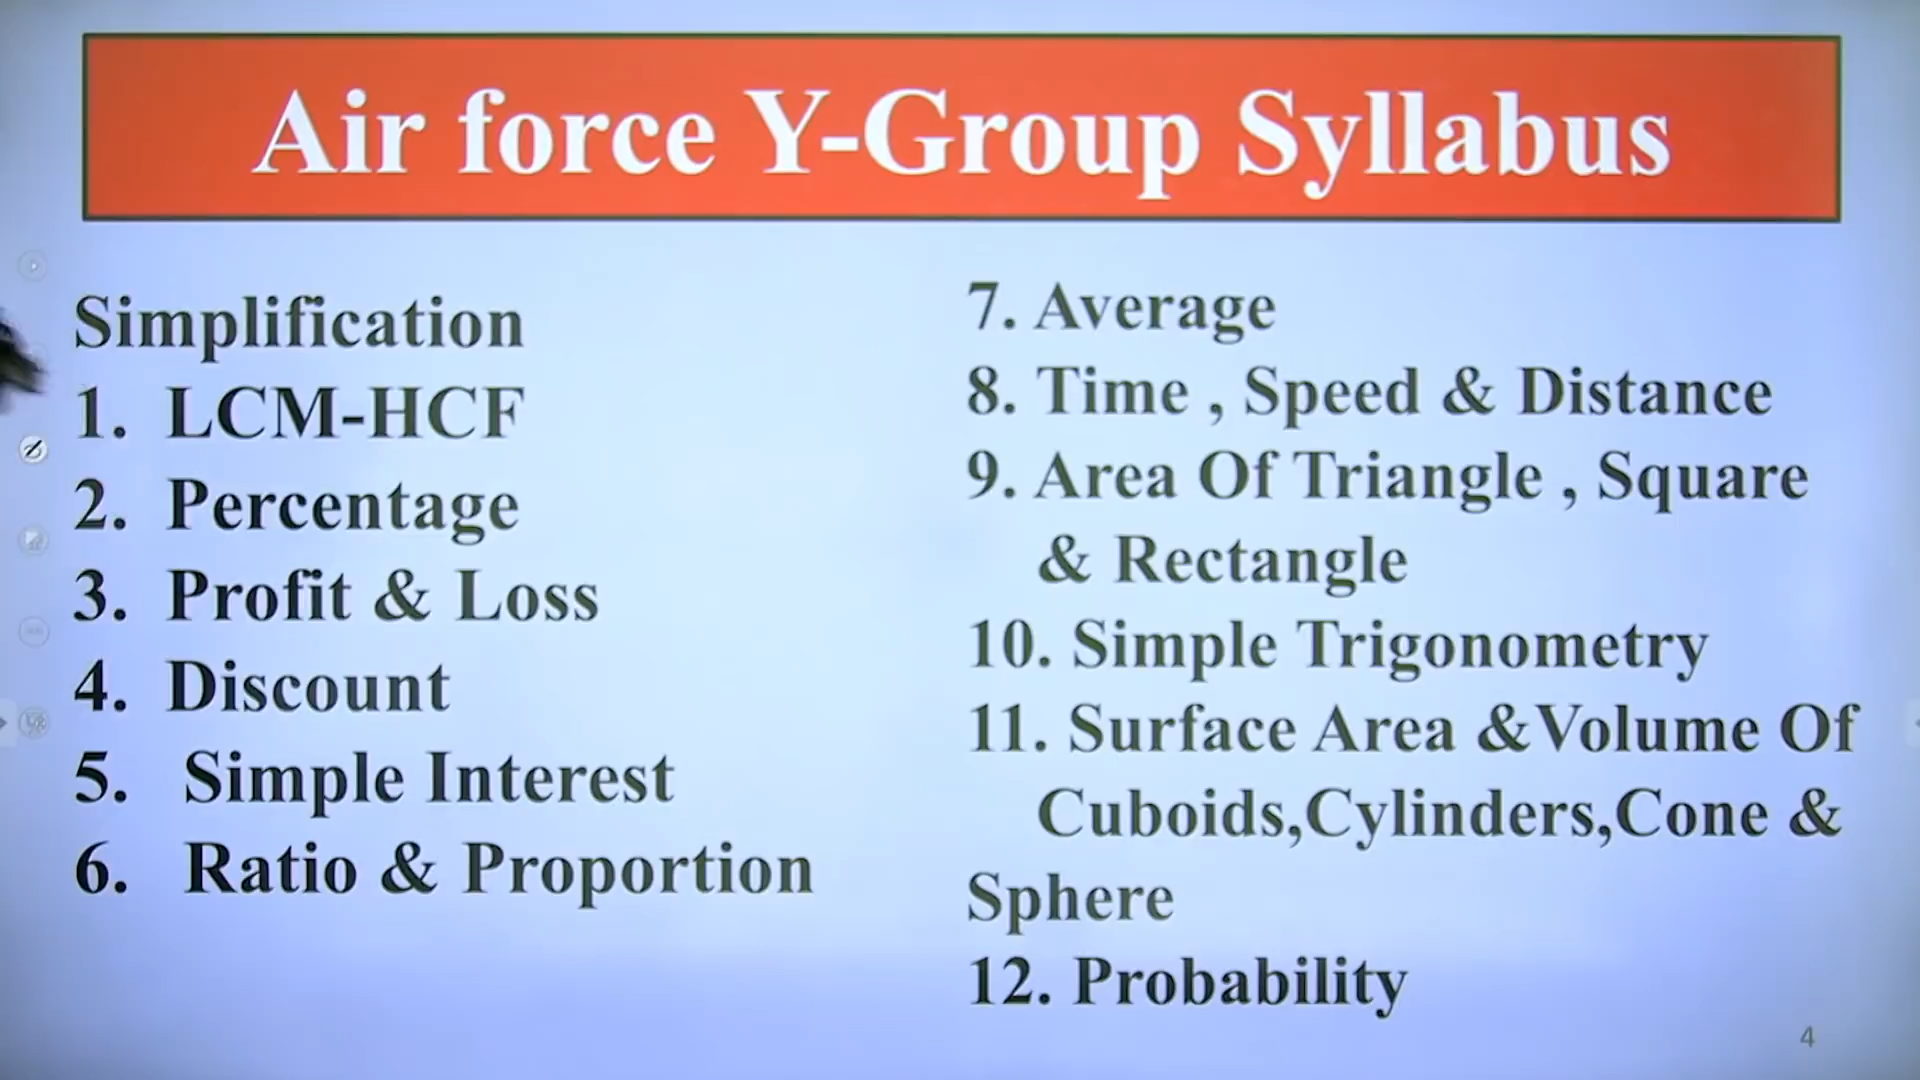 Air force Y-Group Syllabus
Simplification
1. LCM-HCF
2. Percentage
3. Profit & Loss
4. Discount
5. Simple Interest
6. Ratio & Proportion
7. Average
8. Time , Speed & Distance
9. Area Of Triangle , Square
& Rectangle
10. Simple Trigonometry
11. Surface Area &Volume Of
Cuboids,Cylinders,Cone &
Sphere
12. Probability
4